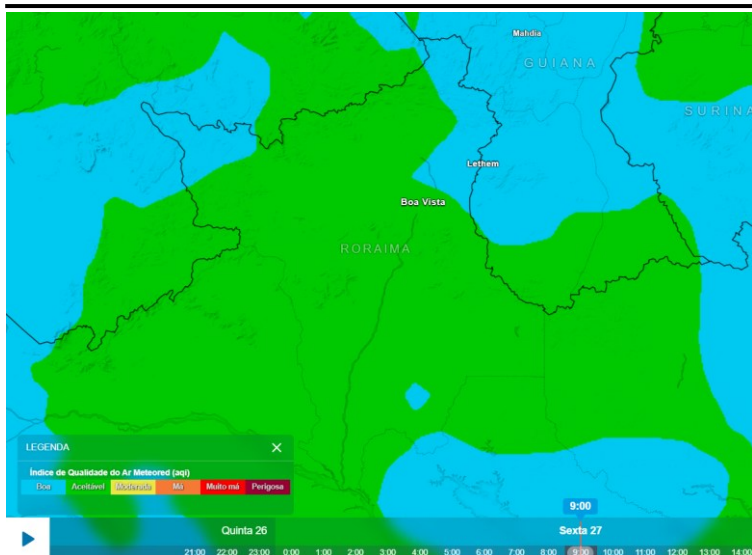 Mahdia
GUIANA
SURINA
Lethem
Boa Vista
RORAIMA
LEGENDA
Índice de Qualidade do Ar Meteored (aqi)
Boa Aceitável Moderada Má Muito má Perigosa
9:00
Quinta 26 Sexta 27
21:00 22:00 23:00 0:00 1:00 2:00 3:00 4:00 5:00 6:00 7:00 8:00 9:00 10:00 11:00 12:00 13:00 14:00